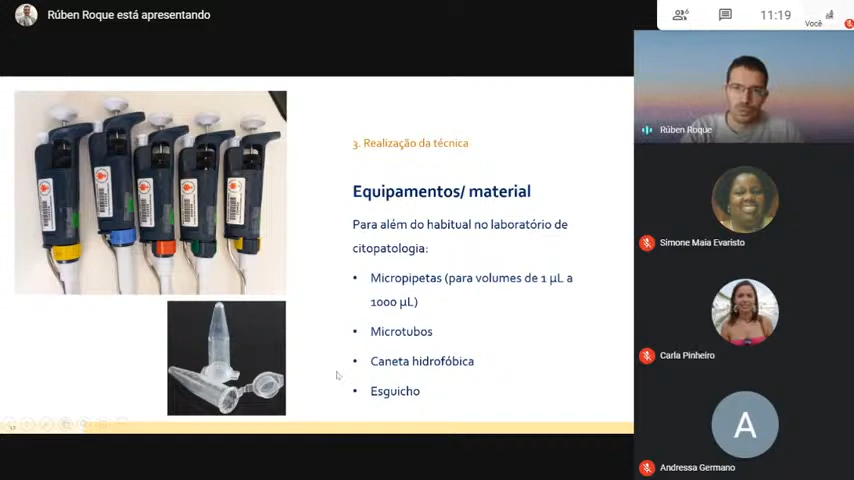 Rúben Roque está apresentando
6
11:19
Você
3. Realização da técnica
Equipamentos/ material
Para além do habitual no laboratório de
citopatologia:
• Micropipetas (para volumes de 1 µL a
1000 µL)
• Microtubos
• Caneta hidrofóbica
• Esguicho
Rúben Roque
Simone Maia Evaristo
Carla Pinheiro
A
Andressa Germano